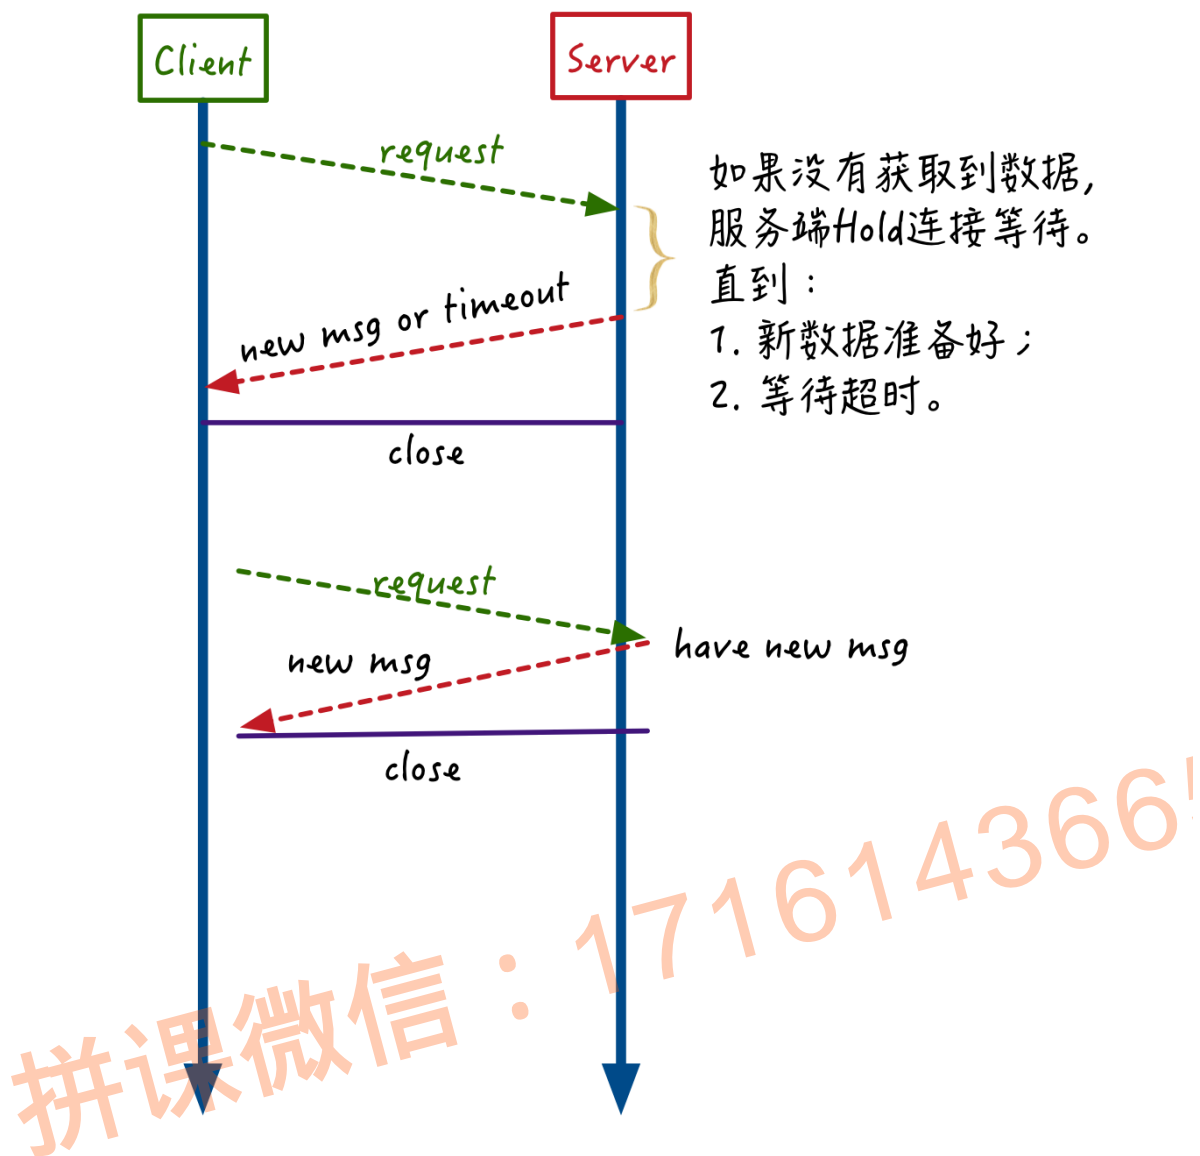 Client
Server
request
如果没有获取到数据,
服务端Hold连接等待。
直到：
1. 新数据准备好；
2. 等待超时。
new msg or timeout
close
request
have new msg
new msg
close
拼课微信：171614366